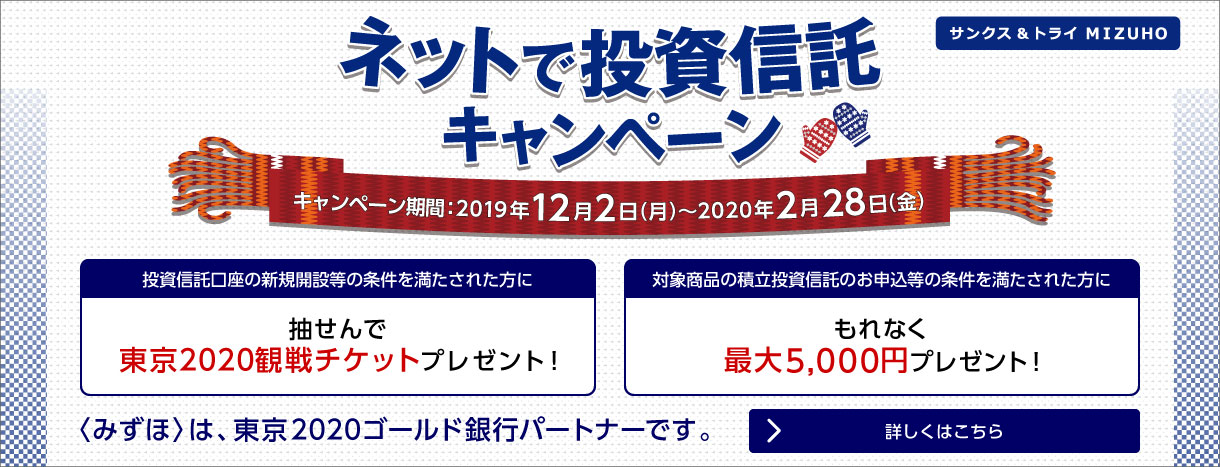 サンクス&トライ MIZUHO
ネットで投資信託
キャンペーン
キャンペーン期間:2019年12月2日(月)~2020年2月28日(金)
投資信託口座の新規開設等の条件を満たされた方に
抽せんで
東京2020観戦チケットプレゼント!
対象商品の積立投資信託のお申込等の条件を満たされた方に
もれなく
最大5,000円プレゼント!
〈みずほ〉は、東京2020ゴールド銀行パートナーです。
詳しくはこちら